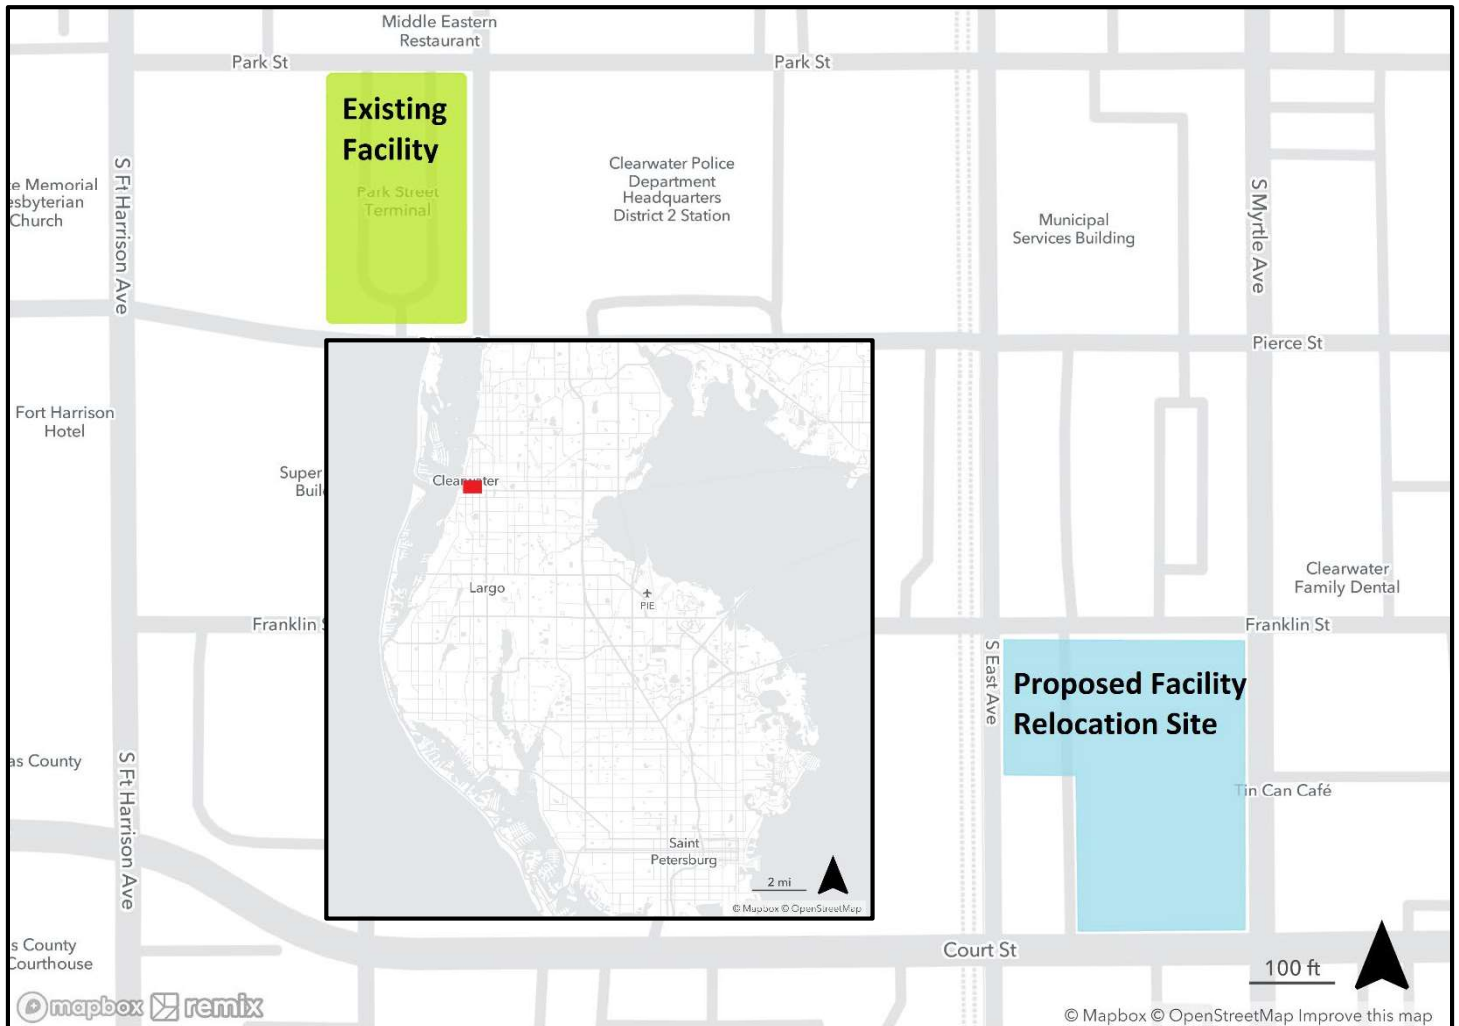 Middle Eastern
Restaurant
Park St
Park St
Existing
Facility
Park Street
Terminal
S Ft Harrison Ave
Memorial
Church
Clearwater Police
Department
Headquarters
District 2 Station
Municipal
Services Building
S Myrtle Ave
Pierce St
Fort Harrison
Hotel
Super
Clearwater
Largo
PIE
Saint
Petersburg
2 mi
© Mapbox © OpenStreetMap
Clearwater
Family Dental
Franklin
Franklin St
S East Ave
Proposed Facility
Relocation Site
Tin Can Café
County
S Ft Harrison Ave
County
Courthouse
Court St
100 ft
mapbox remix
© Mapbox © OpenStreetMap Improve this map